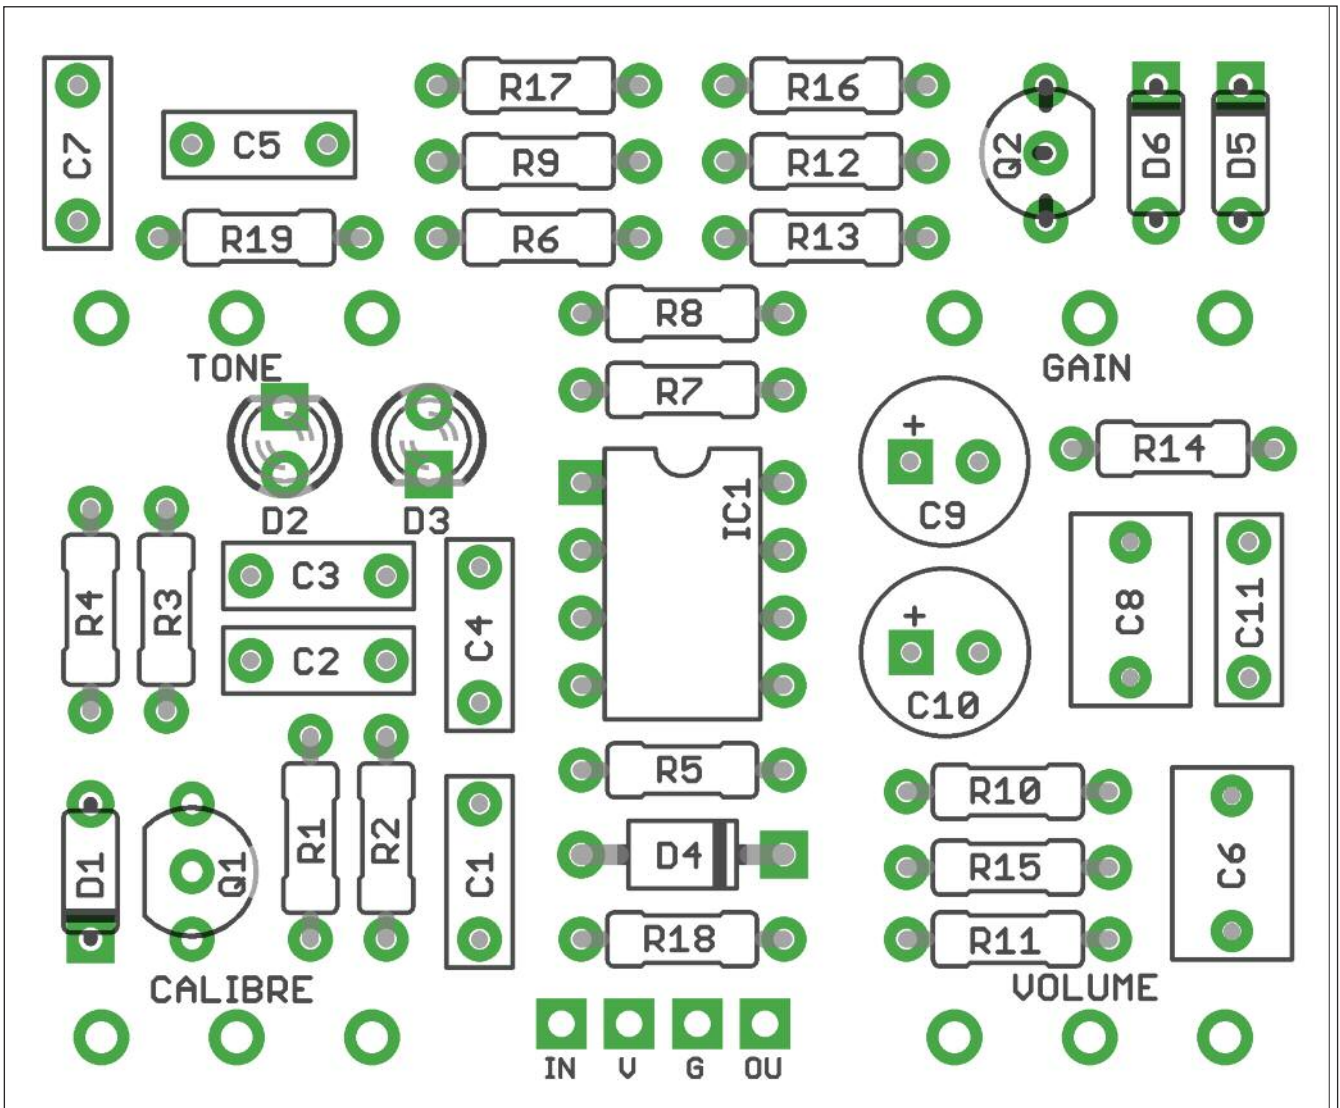 R17
R16
C7
C5
R9
R12
Q2
D6
D5
R19
R6
R13
R8
TONE
GAIN
R7
R14
+
IC1
C9
D2
D3
C3
R4
R3
C4
C8
C11
+
C2
C10
R5
R10
R1
R2
D1
Q1
C1
D4
R15
C6
R18
R11
CALIBRE
VOLUME
IN
V
G
OU